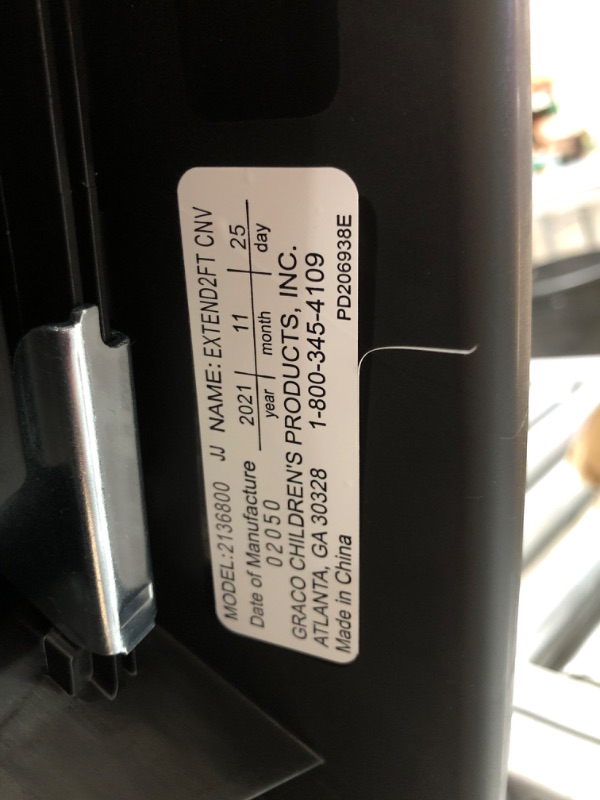 MODEL:2136800 JJ NAME: EXTEND2FT CNV
Date of Manufacture 2021 11 25
02050 year month day
GRACO CHILDREN'S PRODUCTS, INC.
ATLANTA, GA 30328 1-800-345-4109
Made in China PD206938E